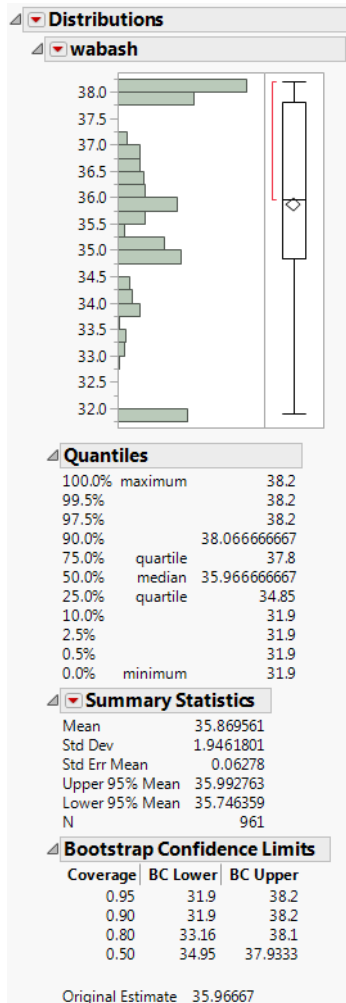 Distributions
wabash
38.0
37.5
37.0
36.5
36.0
35.5
35.0
34.5
34.0
33.5
33.0
32.5
32.0
Quantiles
100.0% maximum 38.2
99.5% 38.2
97.5% 38.2
90.0% 38.066666667
75.0% quartile 37.8
50.0% median 35.966666667
25.0% quartile 34.85
10.0% 31.9
2.5% 31.9
0.5% 31.9
0.0% minimum 31.9
Summary Statistics
Mean 35.869561
Std Dev 1.9461801
Std Err Mean 0.06278
Upper 95% Mean 35.992763
Lower 95% Mean 35.746359
N 961
Bootstrap Confidence Limits
Coverage BC Lower BC Upper
0.95 31.9 38.2
0.90 31.9 38.2
0.80 33.16 38.1
0.50 34.95 37.9333
Original Estimate 35.96667